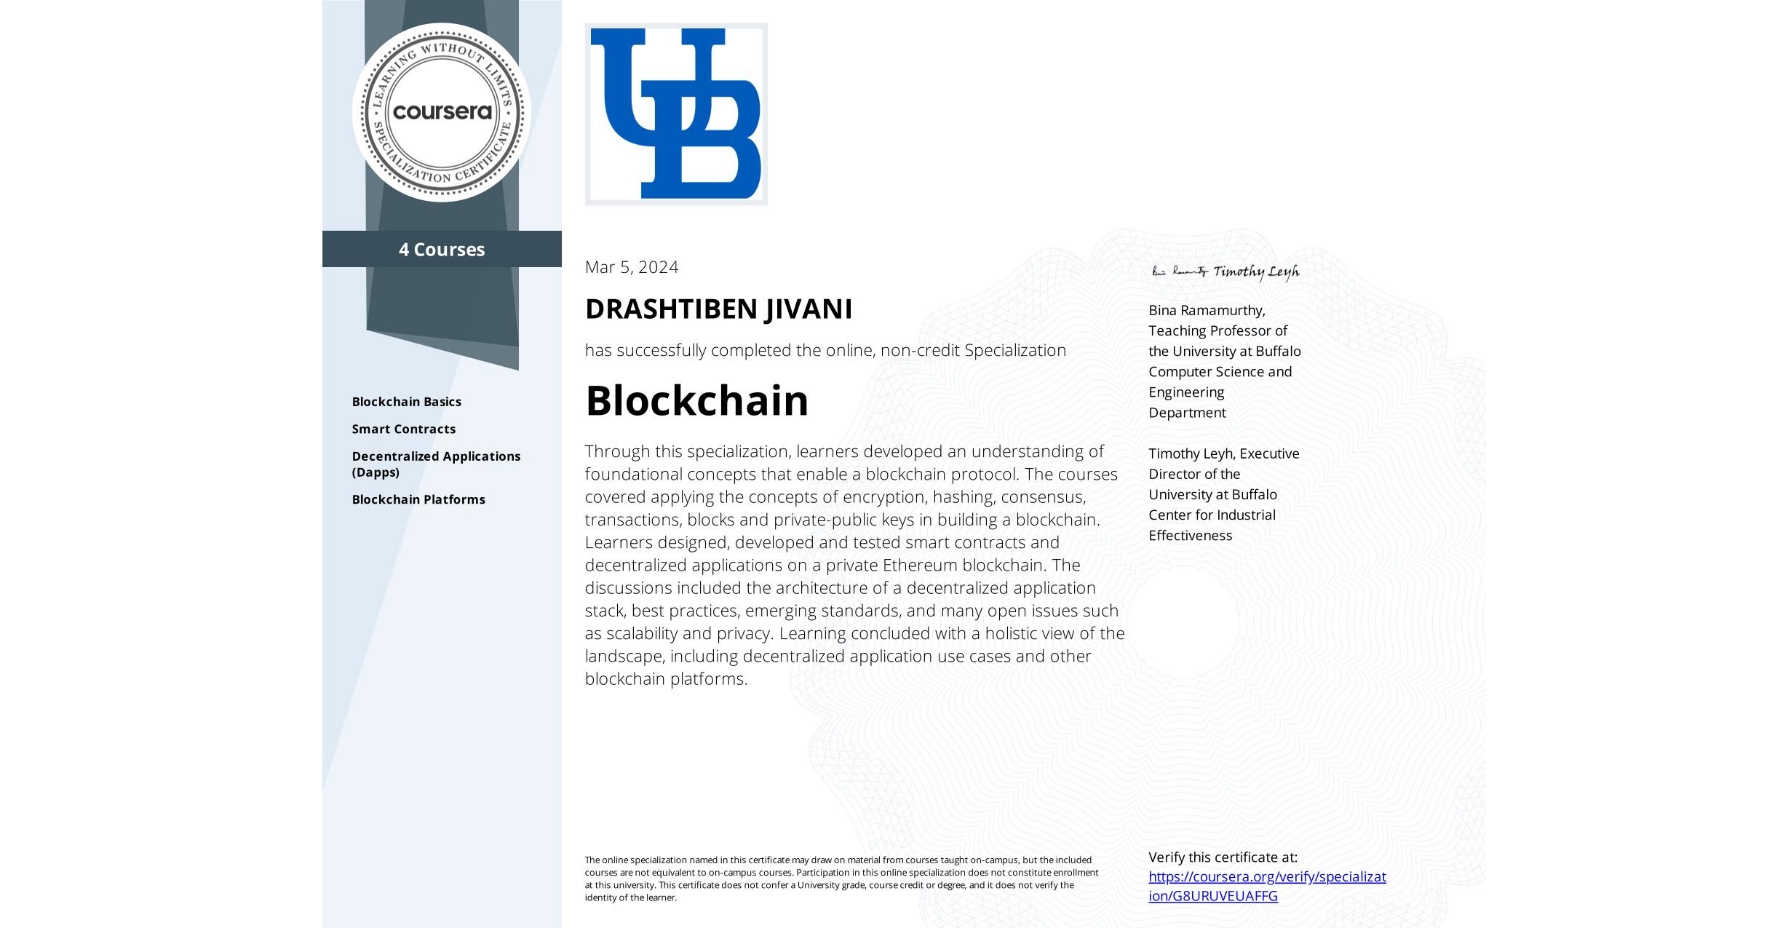 LEARNING WITHOUT LIMITS
coursera
SPECIALIZATION CERTIFICATE
4 Courses
Blockchain Basics
Smart Contracts
Decentralized Applications
(Dapps)
Blockchain Platforms
UB
Mar 5, 2024
DRASHTIBEN JIVANI
has successfully completed the online, non-credit Specialization
Blockchain
Through this specialization, learners developed an understanding of
foundational concepts that enable a blockchain protocol. The courses
covered applying the concepts of encryption, hashing, consensus,
transactions, blocks and private-public keys in building a blockchain.
Learners designed, developed and tested smart contracts and
decentralized applications on a private Ethereum blockchain. The
discussions included the architecture of a decentralized application
stack, best practices, emerging standards, and many open issues such
as scalability and privacy. Learning concluded with a holistic view of the
landscape, including decentralized application use cases and other
blockchain platforms.
Bina Ramamurthy Timothy Leyh
Bina Ramamurthy,
Teaching Professor of
the University at Buffalo
Computer Science and
Engineering
Department
Timothy Leyh, Executive
Director of the
University at Buffalo
Center for Industrial
Effectiveness
The online specialization named in this certificate may draw on material from courses taught on-campus, but the included
courses are not equivalent to on-campus courses. Participation in this online specialization does not constitute enrollment
at this university. This certificate does not confer a University grade, course credit or degree, and it does not verify the
identity of the learner.
Verify this certificate at:
https://coursera.org/verify/specializat
ion/G8URUVEUAFFG